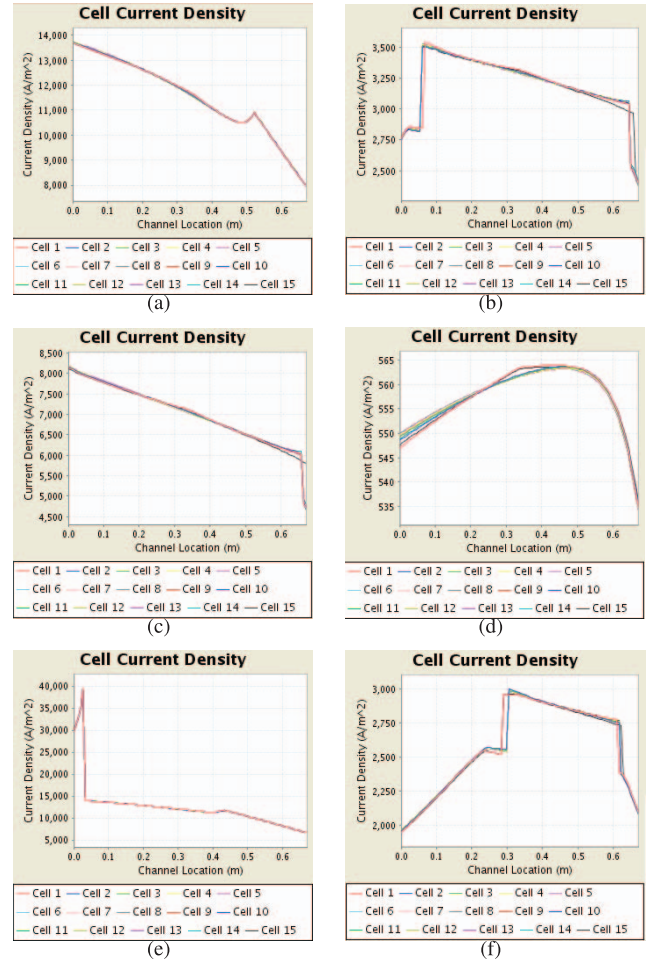 Cell Current Density
Current Density (A/m^2)
14,000
13,000
12,000
11,000
10,000
9,000
8,000
0.0 0.1 0.2 0.3 0.4 0.5 0.6
Channel Location (m)
Cell 1 Cell 2 Cell 3 Cell 4 Cell 5
Cell 6 Cell 7 Cell 8 Cell 9 Cell 10
Cell 11 Cell 12 Cell 13 Cell 14 Cell 15
(a)
Cell Current Density
Current Density (A/m^2)
3,500
3,250
3,000
2,750
2,500
0.0 0.1 0.2 0.3 0.4 0.5 0.6
Channel Location (m)
Cell 1 Cell 2 Cell 3 Cell 4 Cell 5
Cell 6 Cell 7 Cell 8 Cell 9 Cell 10
Cell 11 Cell 12 Cell 13 Cell 14 Cell 15
(b)
Cell Current Density
Current Density (A/m^2)
8,500
8,000
7,500
7,000
6,500
6,000
5,500
5,000
4,500
0.0 0.1 0.2 0.3 0.4 0.5 0.6
Channel Location (m)
Cell 1 Cell 2 Cell 3 Cell 4 Cell 5
Cell 6 Cell 7 Cell 8 Cell 9 Cell 10
Cell 11 Cell 12 Cell 13 Cell 14 Cell 15
(c)
Cell Current Density
Current Density (A/m^2)
565
560
555
550
545
540
535
0.0 0.1 0.2 0.3 0.4 0.5 0.6
Channel Location (m)
Cell 1 Cell 2 Cell 3 Cell 4 Cell 5
Cell 6 Cell 7 Cell 8 Cell 9 Cell 10
Cell 11 Cell 12 Cell 13 Cell 14 Cell 15
(d)
Cell Current Density
Current Density (A/m^2)
40,000
35,000
30,000
25,000
20,000
15,000
10,000
5,000
0.0 0.1 0.2 0.3 0.4 0.5 0.6
Channel Location (m)
Cell 1 Cell 2 Cell 3 Cell 4 Cell 5
Cell 6 Cell 7 Cell 8 Cell 9 Cell 10
Cell 11 Cell 12 Cell 13 Cell 14 Cell 15
(e)
Cell Current Density
Current Density (A/m^2)
3,000
2,750
2,500
2,250
2,000
0.0 0.1 0.2 0.3 0.4 0.5 0.6
Channel Location (m)
Cell 1 Cell 2 Cell 3 Cell 4 Cell 5
Cell 6 Cell 7 Cell 8 Cell 9 Cell 10
Cell 11 Cell 12 Cell 13 Cell 14 Cell 15
(f)